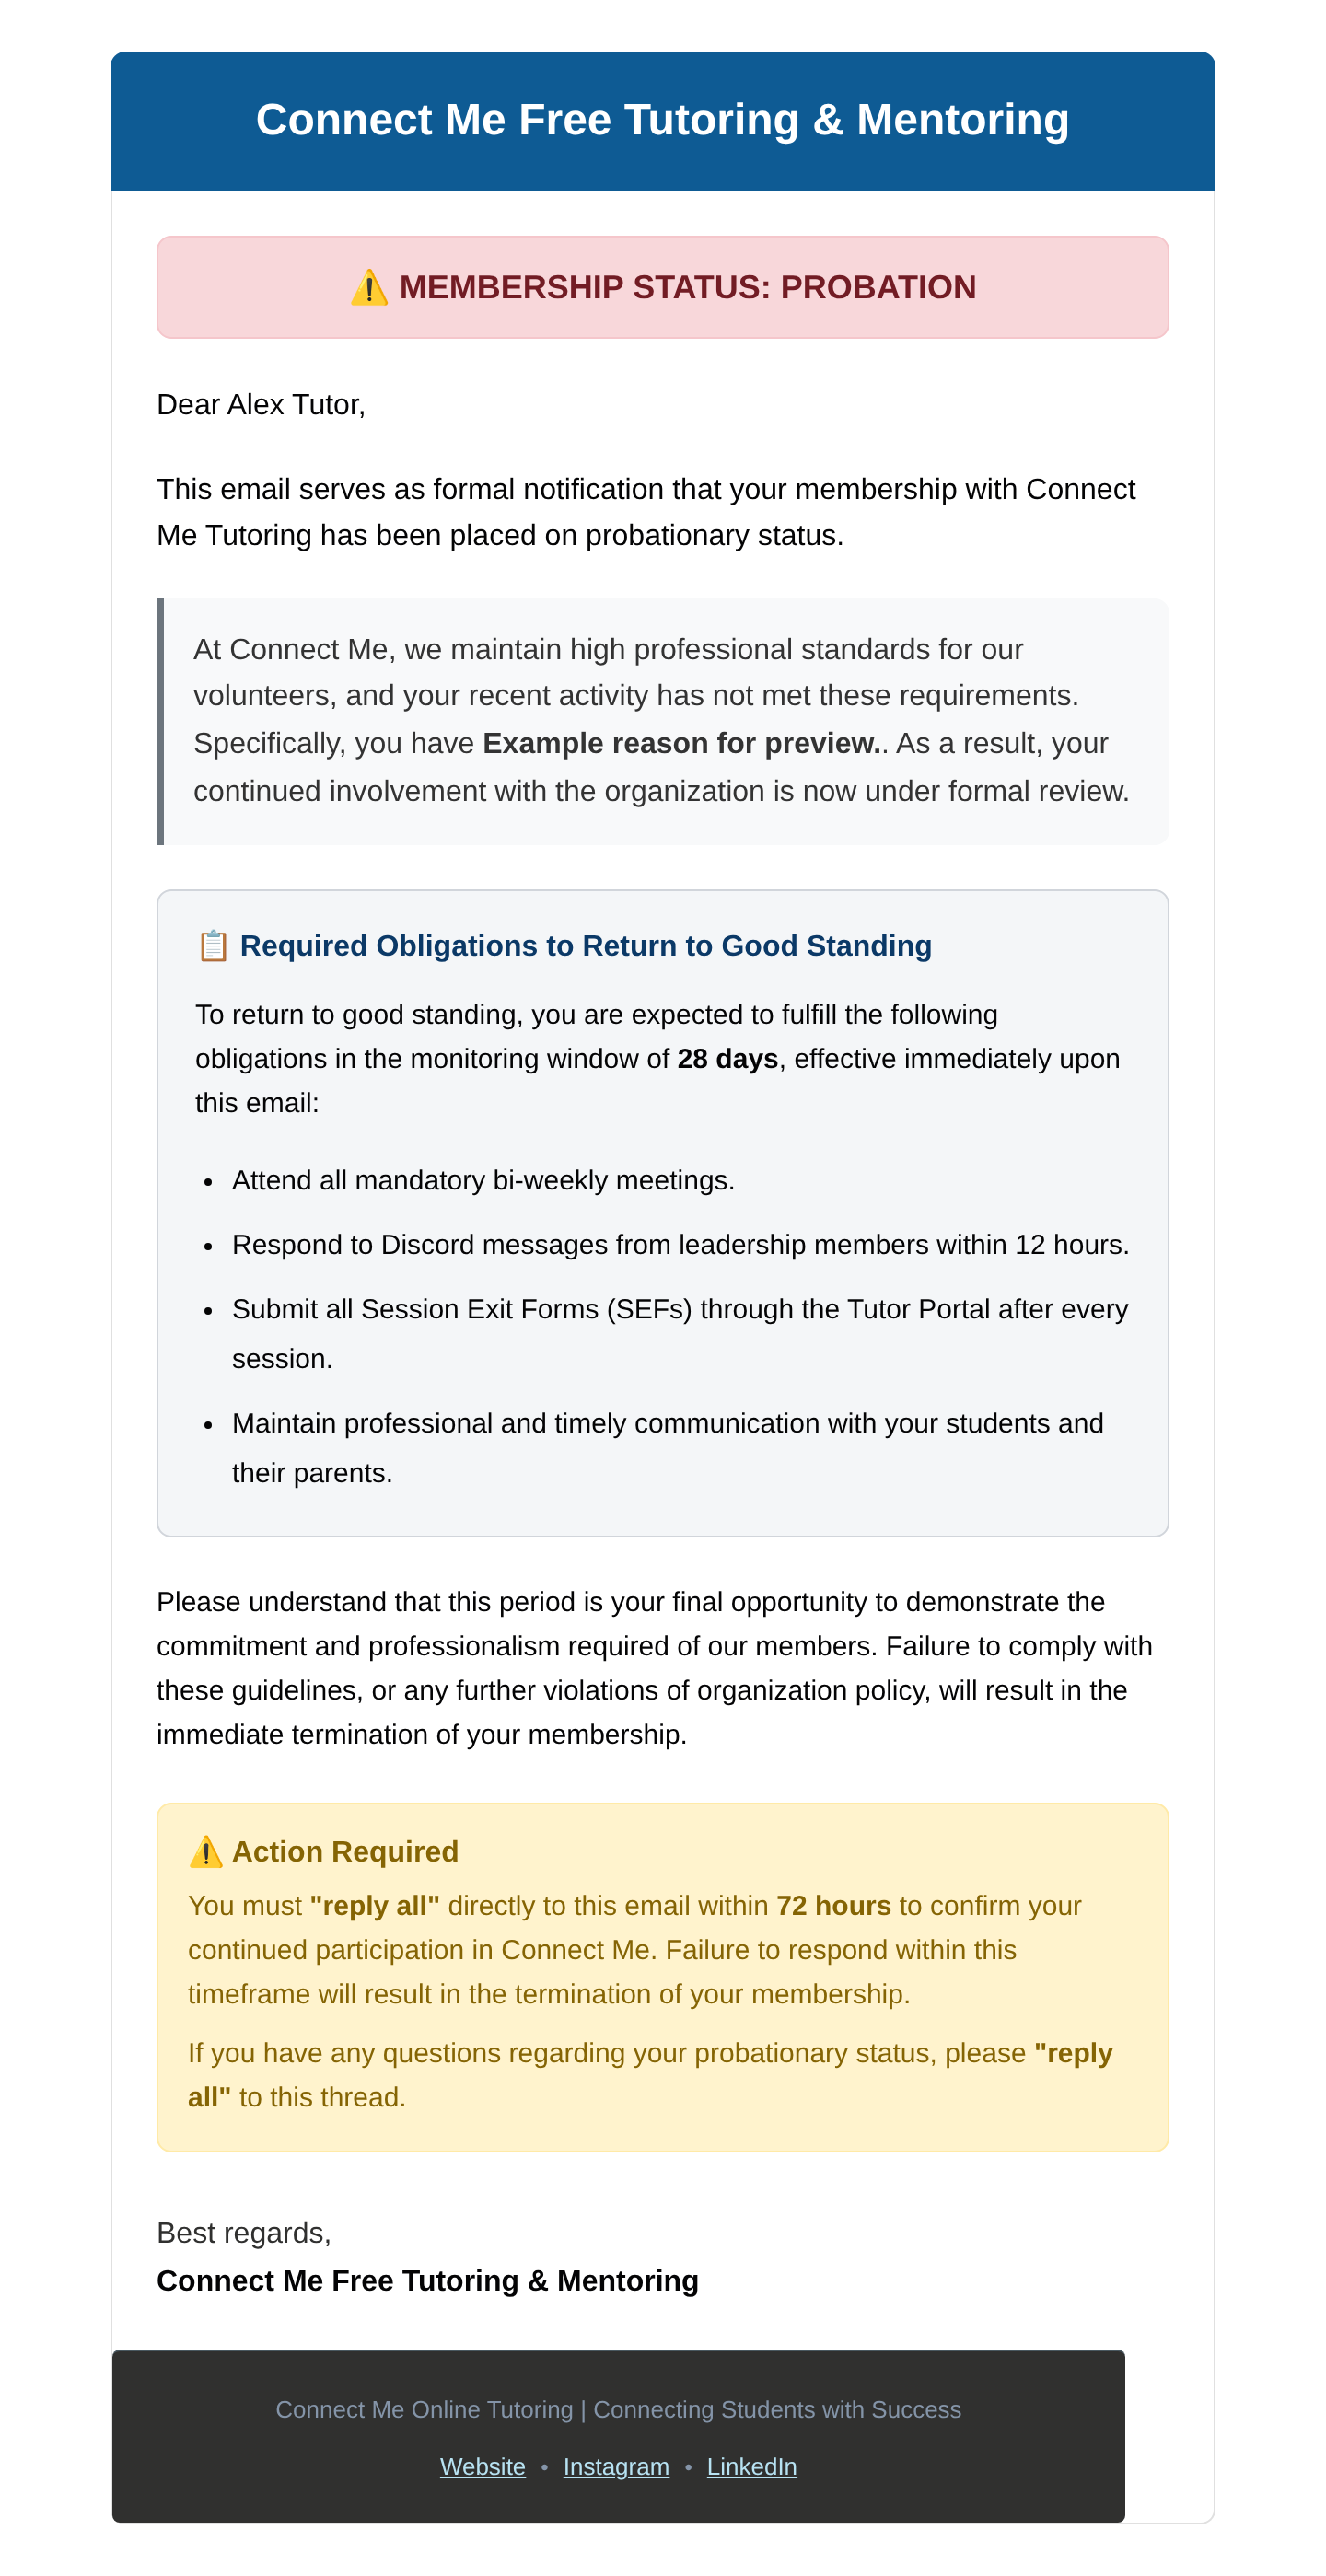 Connect Me Free Tutoring & Mentoring
⚠️ MEMBERSHIP STATUS: PROBATION
Dear Alex Tutor,
This email serves as formal notification that your membership with Connect
Me Tutoring has been placed on probationary status.
At Connect Me, we maintain high professional standards for our
volunteers, and your recent activity has not met these requirements.
Specifically, you have Example reason for preview.. As a result, your
continued involvement with the organization is now under formal review.
📋 Required Obligations to Return to Good Standing
To return to good standing, you are expected to fulfill the following
obligations in the monitoring window of 28 days, effective immediately upon
this email:
• Attend all mandatory bi-weekly meetings.
• Respond to Discord messages from leadership members within 12 hours.
• Submit all Session Exit Forms (SEFs) through the Tutor Portal after every
session.
• Maintain professional and timely communication with your students and
their parents.
Please understand that this period is your final opportunity to demonstrate the
commitment and professionalism required of our members. Failure to comply with
these guidelines, or any further violations of organization policy, will result in the
immediate termination of your membership.
⚠️ Action Required
You must "reply all" directly to this email within 72 hours to confirm your
continued participation in Connect Me. Failure to respond within this
timeframe will result in the termination of your membership.
If you have any questions regarding your probationary status, please "reply
all" to this thread.
Best regards,
Connect Me Free Tutoring & Mentoring
Connect Me Online Tutoring | Connecting Students with Success
Website • Instagram • LinkedIn